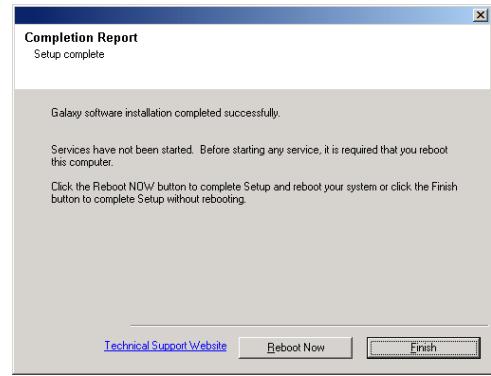 Completion Report
Setup complete
Galaxy software installation completed successfully.
Services have not been started. Before starting any service, it is required that you reboot
this computer.
Click the Reboot NOW button to complete Setup and reboot your system or click the Finish
button to complete Setup without rebooting.
Technical Support Website
Reboot Now
Finish